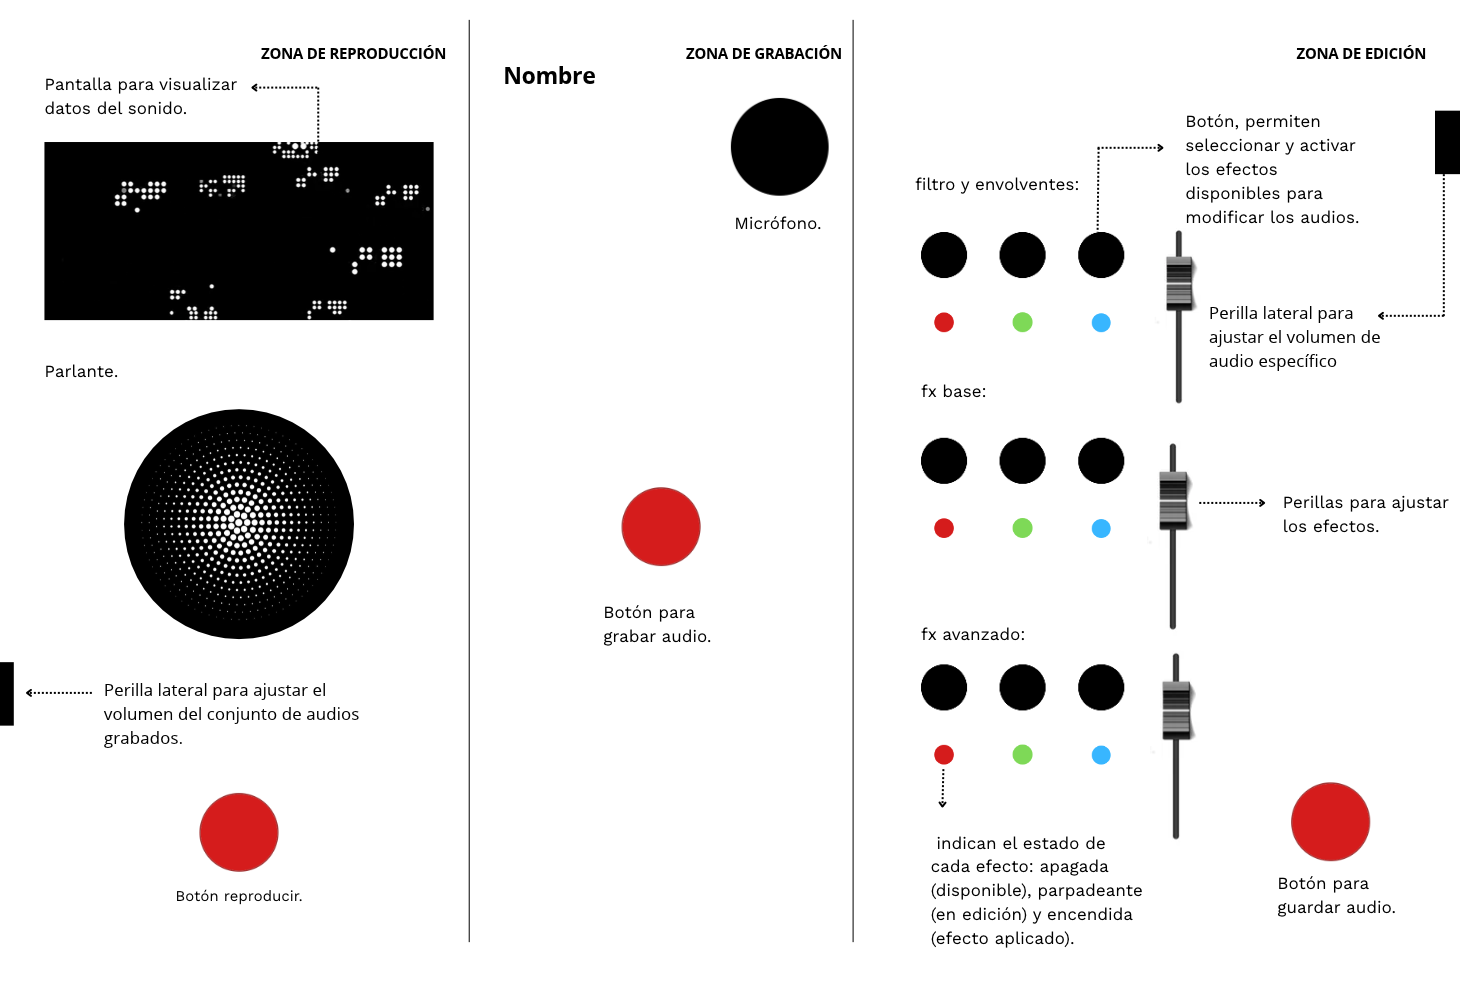 ZONA DE REPRODUCCIÓN
Pantalla para visualizar
datos del sonido.
Parlante.
Perilla lateral para ajustar el
volumen del conjunto de audios
grabados.
Botón reproducir.
ZONA DE GRABACIÓN
Nombre
Micrófono.
Botón para
grabar audio.
ZONA DE EDICIÓN
Botón, permiten
seleccionar y activar
los efectos
disponibles para
modificar los audios.
filtro y envolventes:
Perilla lateral para
ajustar el volumen de
audio específico
fx base:
Perillas para ajustar
los efectos.
fx avanzado:
indican el estado de
cada efecto: apagada
(disponible), parpadeante
(en edición) y encendida
(efecto aplicado).
Botón para
guardar audio.